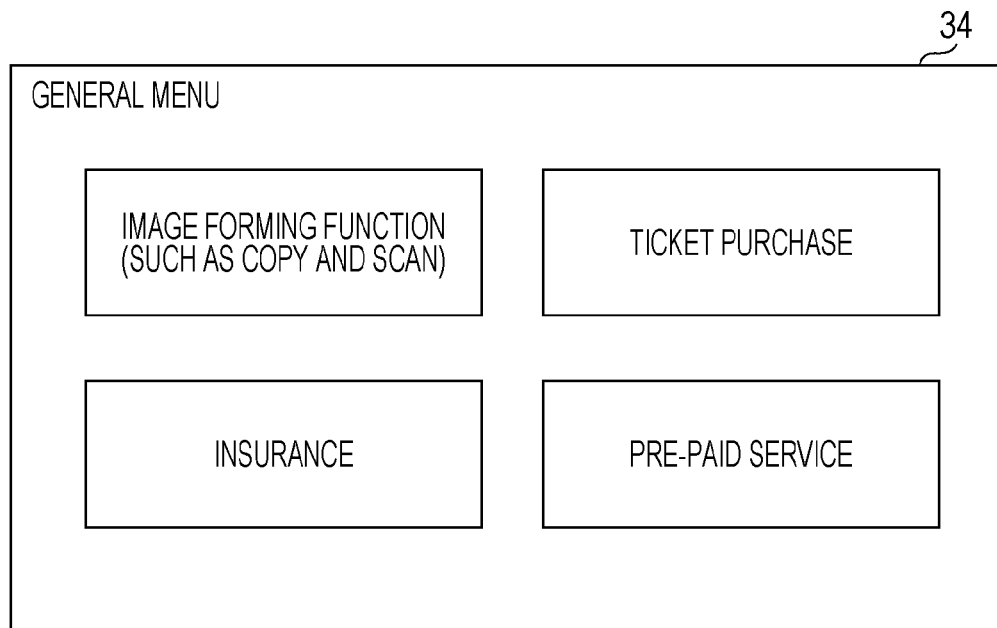 34
GENERAL MENU
IMAGE FORMING FUNCTION
(SUCH AS COPY AND SCAN)
TICKET PURCHASE
INSURANCE
PRE-PAID SERVICE